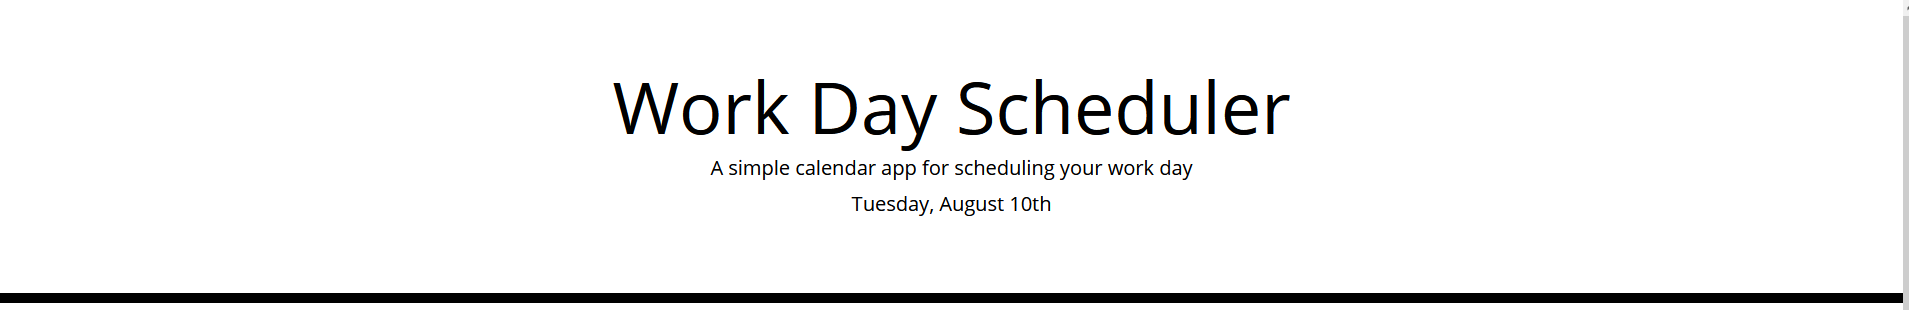 Work Day Scheduler
A simple calendar app for scheduling your work day
Tuesday, August 10th